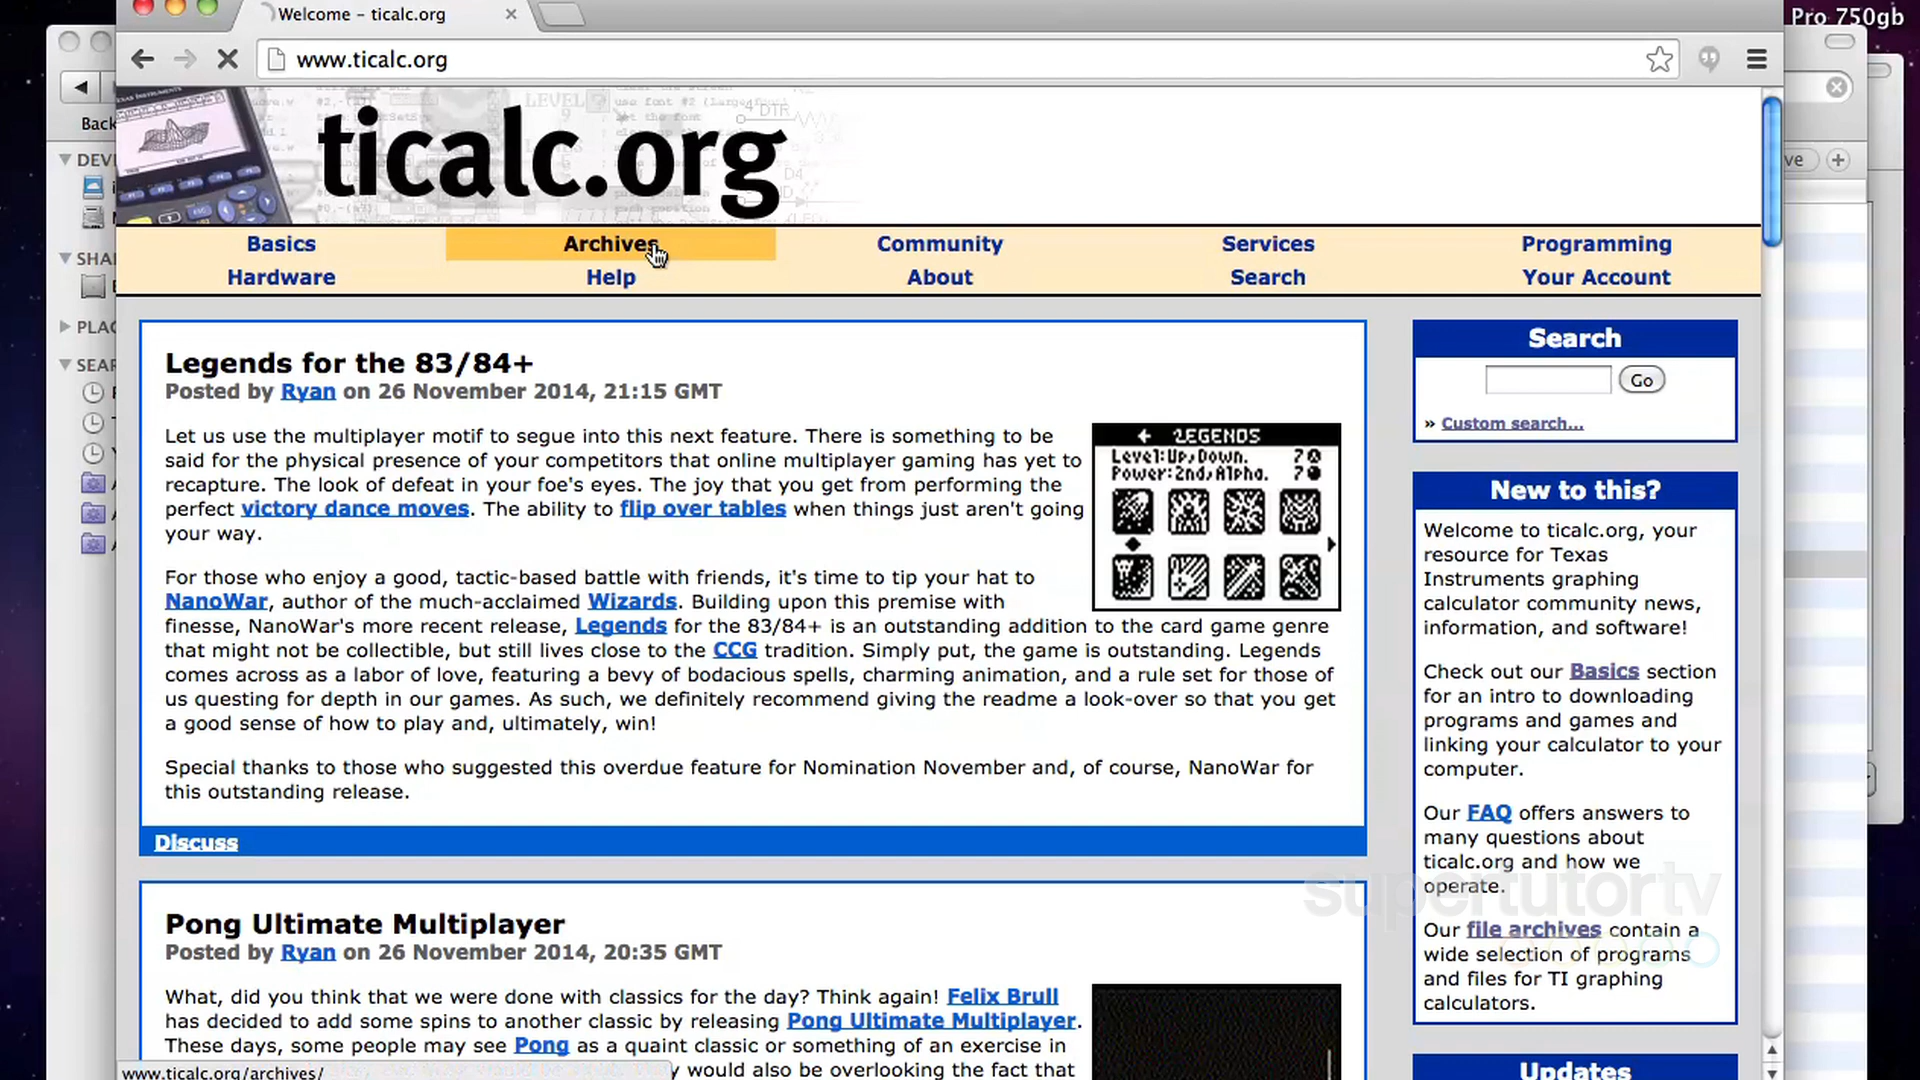 Pro 750gb
Welcome – ticalc.org
www.ticalc.org
Back
DEVI
SHA
PLAC
SEAR
ve
ticalc.org
Basics
Archives
Community
Services
Programming
Hardware
Help
About
Search
Your Account
Legends for the 83/84+
Posted by Ryan on 26 November 2014, 21:15 GMT
Let us use the multiplayer motif to segue into this next feature. There is something to be
said for the physical presence of your competitors that online multiplayer gaming has yet to
recapture. The look of defeat in your foe's eyes. The joy that you get from performing the
perfect victory dance moves. The ability to flip over tables when things just aren't going
your way.
LEGENDS
Level:Up,Down. 7
Power:2nd,Alpha. 7
For those who enjoy a good, tactic-based battle with friends, it's time to tip your hat to
NanoWar, author of the much-acclaimed Wizards. Building upon this premise with
finesse, NanoWar's more recent release, Legends for the 83/84+ is an outstanding addition to the card game genre
that might not be collectible, but still lives close to the CCG tradition. Simply put, the game is outstanding. Legends
comes across as a labor of love, featuring a bevy of bodacious spells, charming animation, and a rule set for those of
us questing for depth in our games. As such, we definitely recommend giving the readme a look-over so that you get
a good sense of how to play and, ultimately, win!
Special thanks to those who suggested this overdue feature for Nomination November and, of course, NanoWar for
this outstanding release.
Discuss
Pong Ultimate Multiplayer
Posted by Ryan on 26 November 2014, 20:35 GMT
What, did you think that we were done with classics for the day? Think again! Felix Brull
has decided to add some spins to another classic by releasing Pong Ultimate Multiplayer.
These days, some people may see Pong as a quaint classic or something of an exercise in
y would also be overlooking the fact that
www.ticalc.org/archives/
Search
Go
» Custom search...
New to this?
Welcome to ticalc.org, your
resource for Texas
Instruments graphing
calculator community news,
information, and software!
Check out our Basics section
for an intro to downloading
programs and games and
linking your calculator to your
computer.
Our FAQ offers answers to
many questions about
ticalc.org and how we
operate.
Our file archives contain a
wide selection of programs
and files for TI graphing
calculators.
Updates
supertutortv